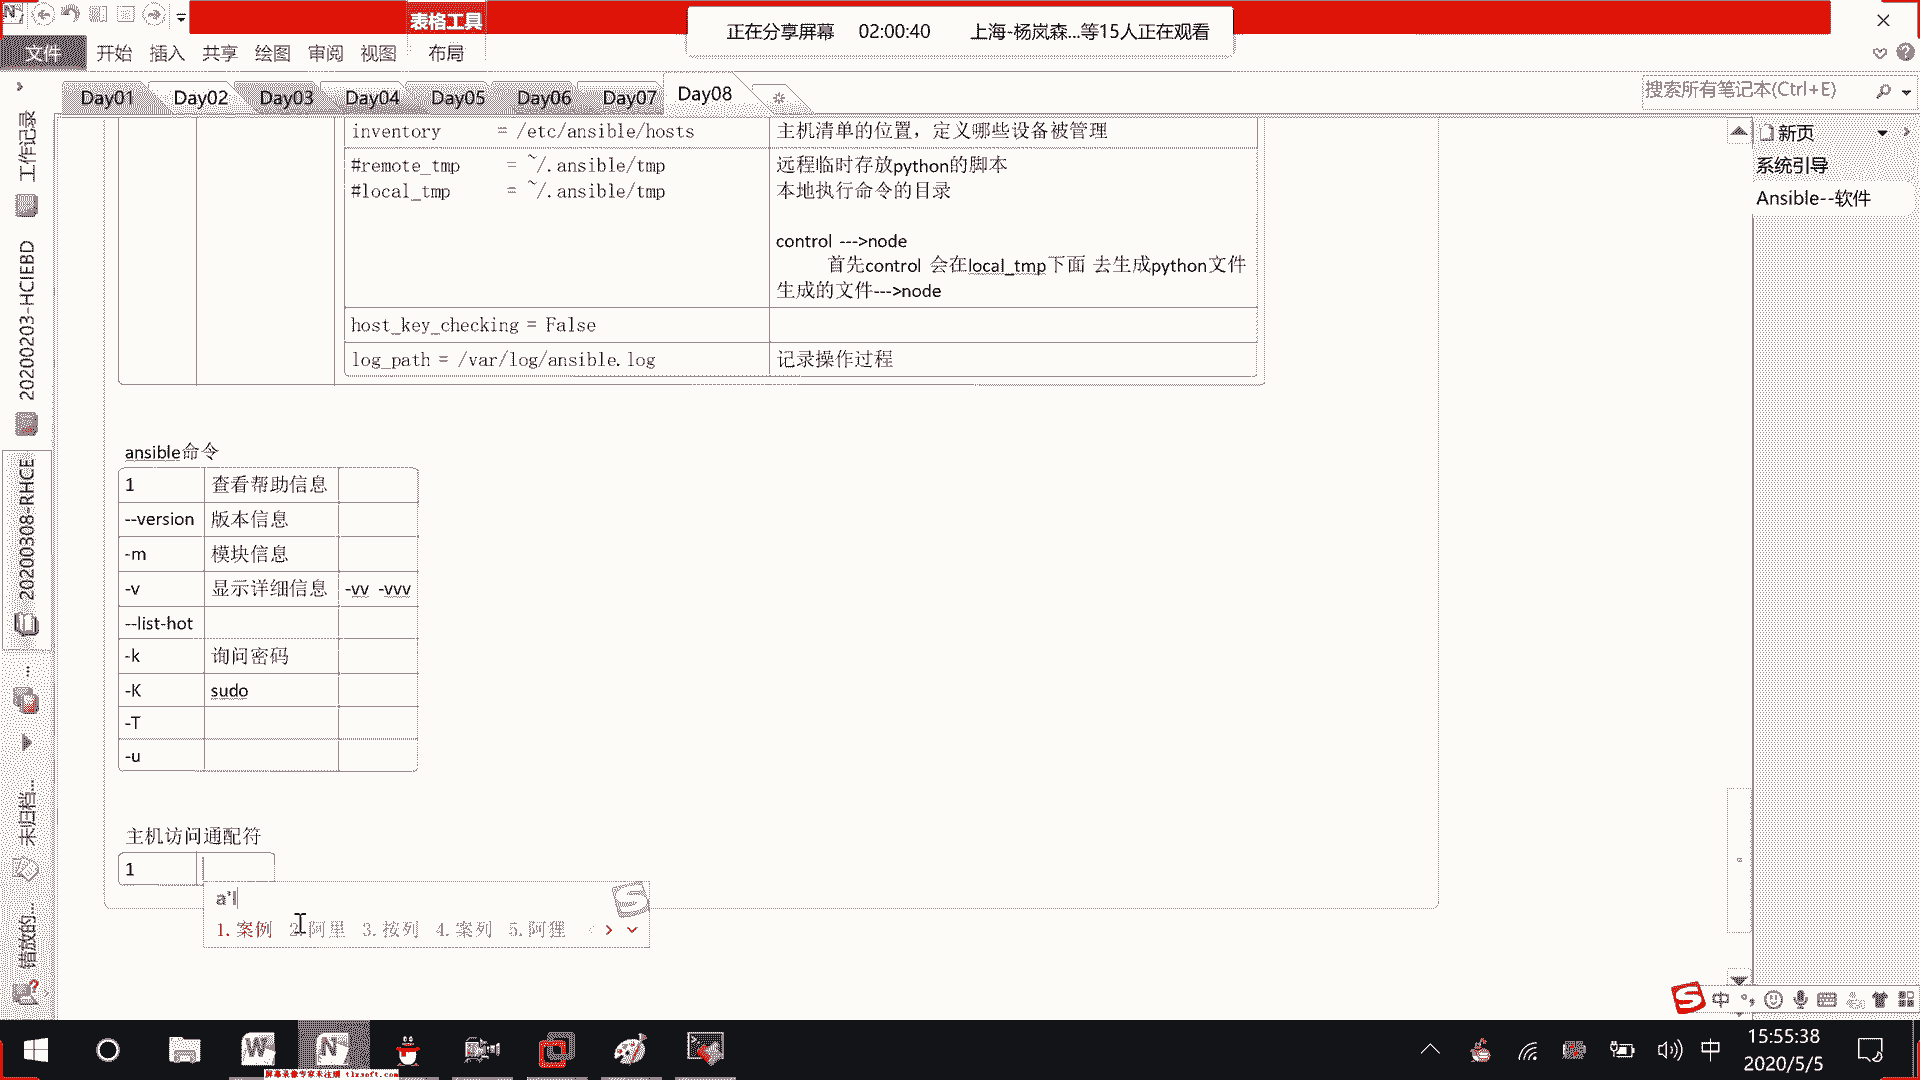 表格工具
正在分享屏幕 02:00:40 上海-杨岚森...等15人正在观看
文件 开始 插入 共享 绘图 审阅 视图 布局
Day01 Day02 Day03 Day04 Day05 Day06 Day07 Day08
搜索所有笔记本(Ctrl+E)
新页
系统引导
Ansible--软件
工作记录
20200203-HCIEBD
20200308-RHCE
...
未归档...
错放的...
inventory = /etc/ansible/hosts 主机清单的位置，定义哪些设备被管理
#remote_tmp = ~/.ansible/tmp 远程临时存放python的脚本
#local_tmp = ~/.ansible/tmp 本地执行命令的目录
control --->node
首先control 会在local_tmp下面 去生成python文件
生成的文件--->node
host_key_checking = False
log_path = /var/log/ansible.log 记录操作过程
ansible命令
1 查看帮助信息
--version 版本信息
-m 模块信息
-v 显示详细信息 -vv -vvv
--list-hot
-k 询问密码
-K sudo
-T
-u
主机访问通配符
1
a'l
1.案例 2.阿里 3.按列 4.案列 5.阿狸
中
中 15:55:38
2020/5/5
屏幕录像专家未注册 tlxsoft.com